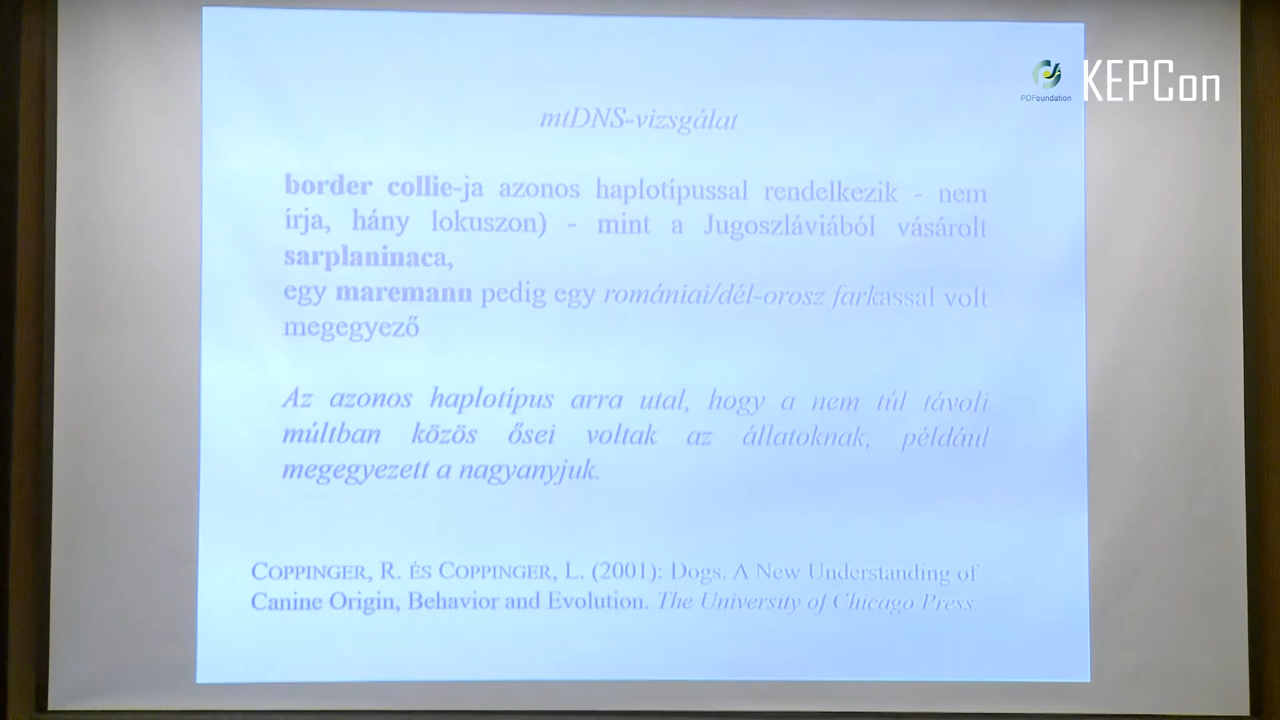 KEPCon
PDFoundation
mtDNS-vizsgálat
border collie-ja azonos haplotípussal rendelkezik - nem
írja, hány lokuszon) - mint a Jugoszláviából vásárolt
sarplaninaca,
egy maremann pedig egy romániai/dél-orosz farkassal volt
megegyező
Az azonos haplotípus arra utal, hogy a nem túl távoli
múltban közös ősei voltak az állatoknak, például
megegyezett a nagyanyjuk.
COPPINGER, R. ÉS COPPINGER, L. (2001): Dogs. A New Understanding of
Canine Origin, Behavior and Evolution. The University of Chicago Press